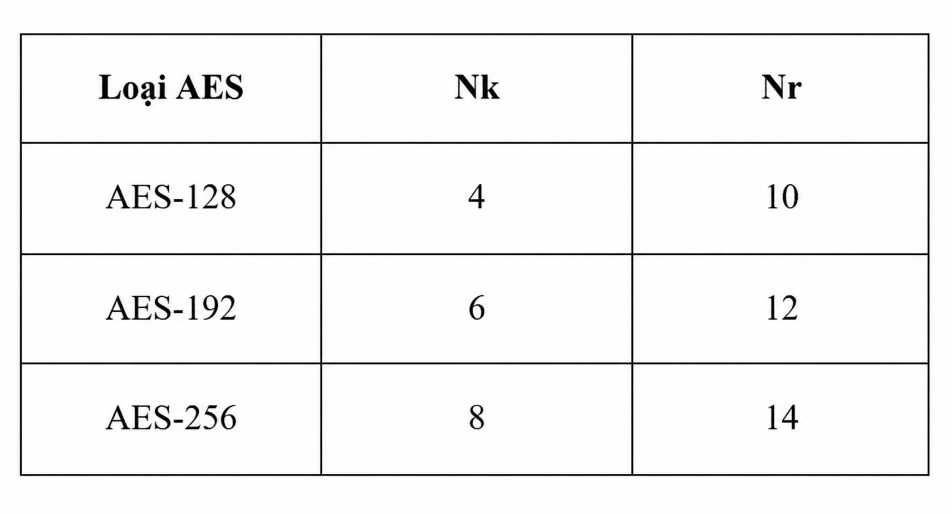 Loại AES Nk Nr
AES-128 4 10
AES-192 6 12
AES-256 8 14